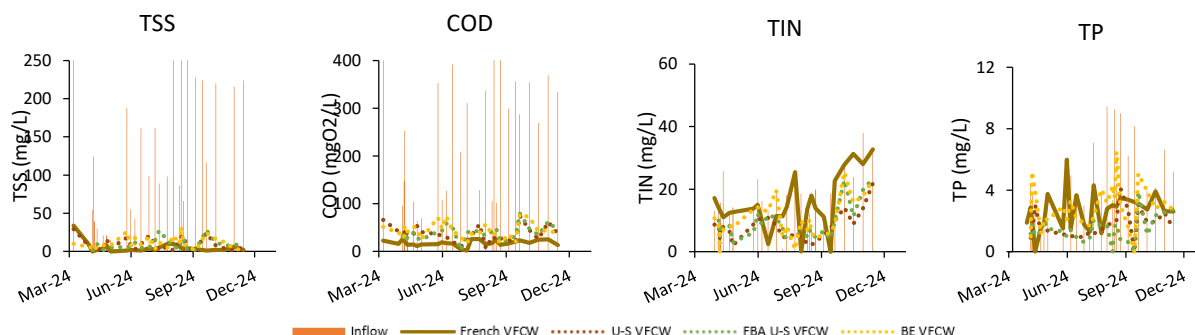 TSS
COD
TIN
TP
TSS (mg/L)
250
200
150
100
50
0
Mar-24
Jun-24
Sep-24
Dec-24
COD (mgO2/L)
400
300
200
100
0
Mar-24
Jun-24
Sep-24
Dec-24
TIN (mg/L)
60
40
20
0
Mar-24
Jun-24
Sep-24
Dec-24
TP (mg/L)
12
8
4
0
Mar-24
Jun-24
Sep-24
Dec-24
Inflow French VFCW U-S VFCW FBA U-S VFCW BE VFCW